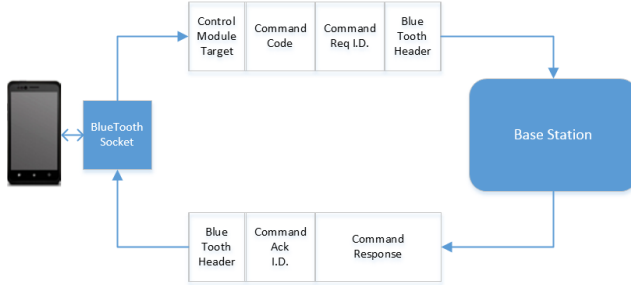 Control
Module
Target
Command
Code
Command
Req I.D.
Blue
Tooth
Header
BlueTooth
Socket
Base Station
Blue
Tooth
Header
Command
Ack
I.D.
Command
Response